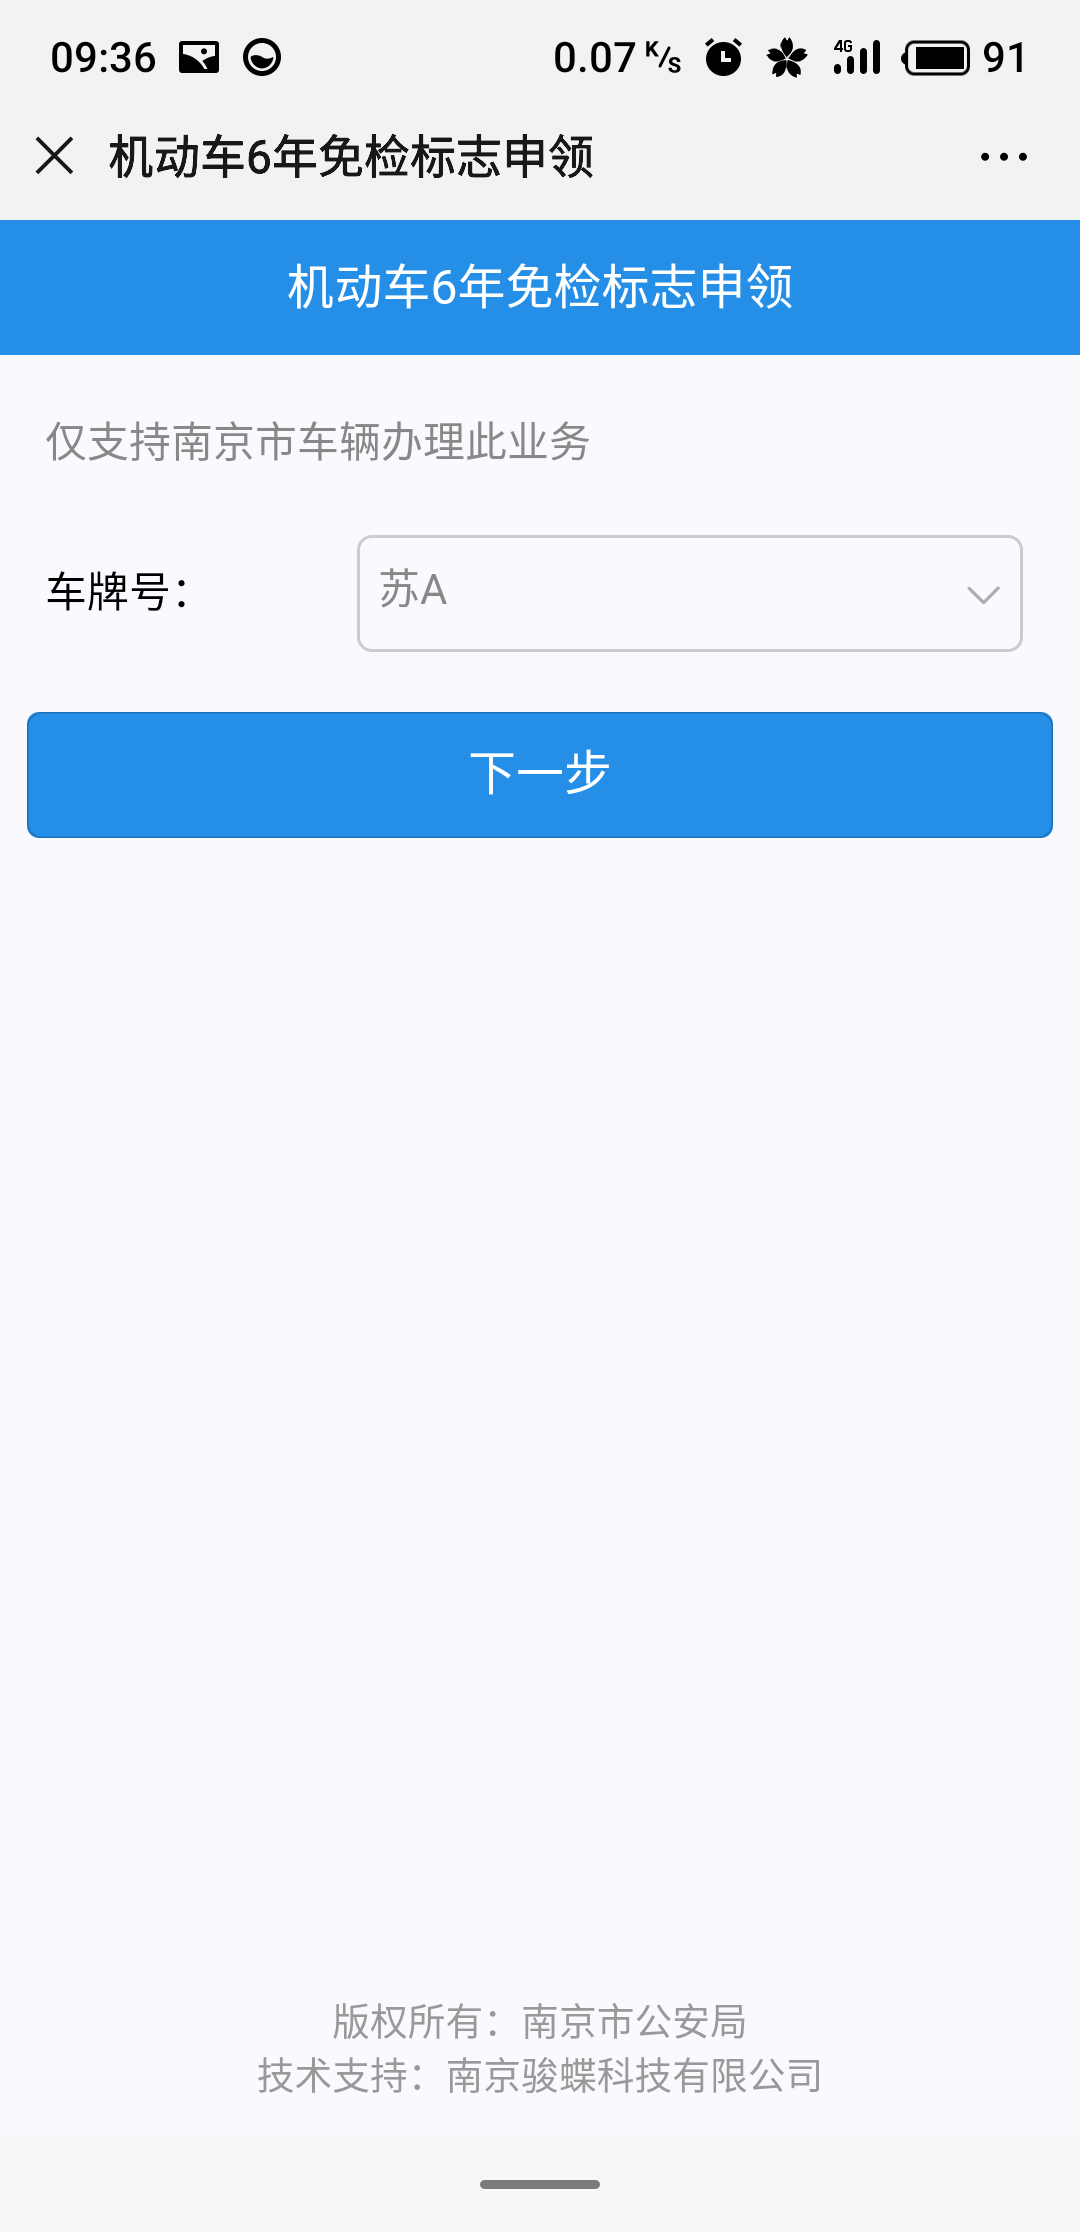 09:36
0.07 K/S
4G
91
机动车6年免检标志申领
机动车6年免检标志申领
仅支持南京市车辆办理此业务
车牌号：
苏A
下一步
版权所有：南京市公安局
技术支持：南京骏蝶科技有限公司